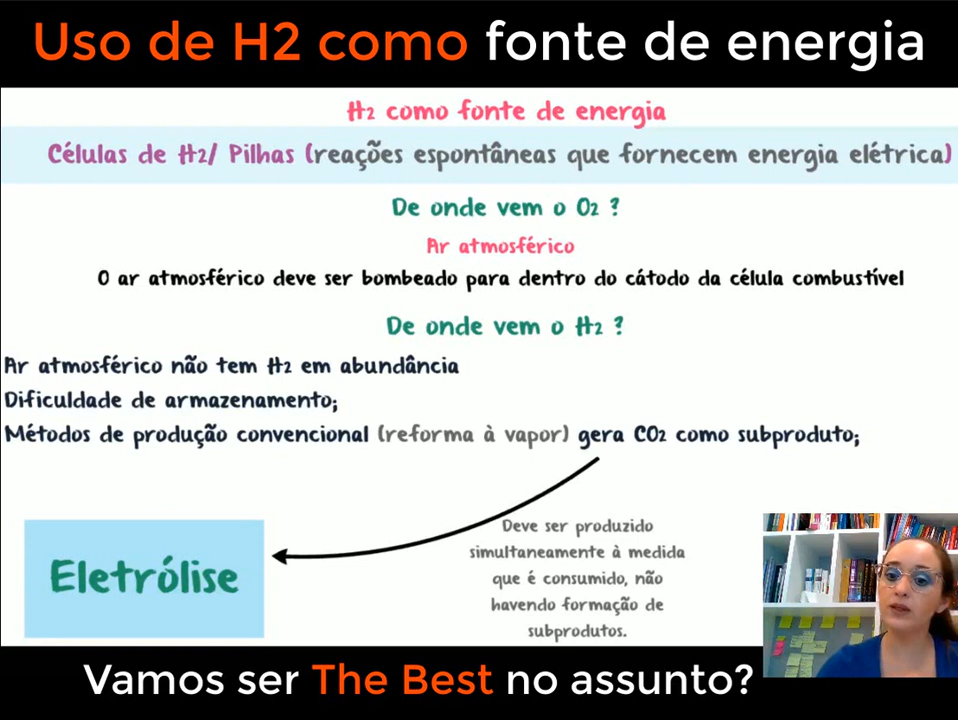 Uso de H2 como fonte de energia
H2 como fonte de energia
Células de H2/ Pilhas (reações espontâneas que fornecem energia elétrica)
De onde vem o O2 ?
Ar atmosférico
O ar atmosférico deve ser bombeado para dentro do cátodo da célula combustível
De onde vem o H2 ?
Ar atmosférico não tem H2 em abundância
Dificuldade de armazenamento;
Métodos de produção convencional (reforma à vapor) gera CO2 como subproduto;
Deve ser produzido
simultaneamente à medida
que é consumido, não
havendo formação de
subprodutos.
Eletrólise
Vamos ser The Best no assunto?